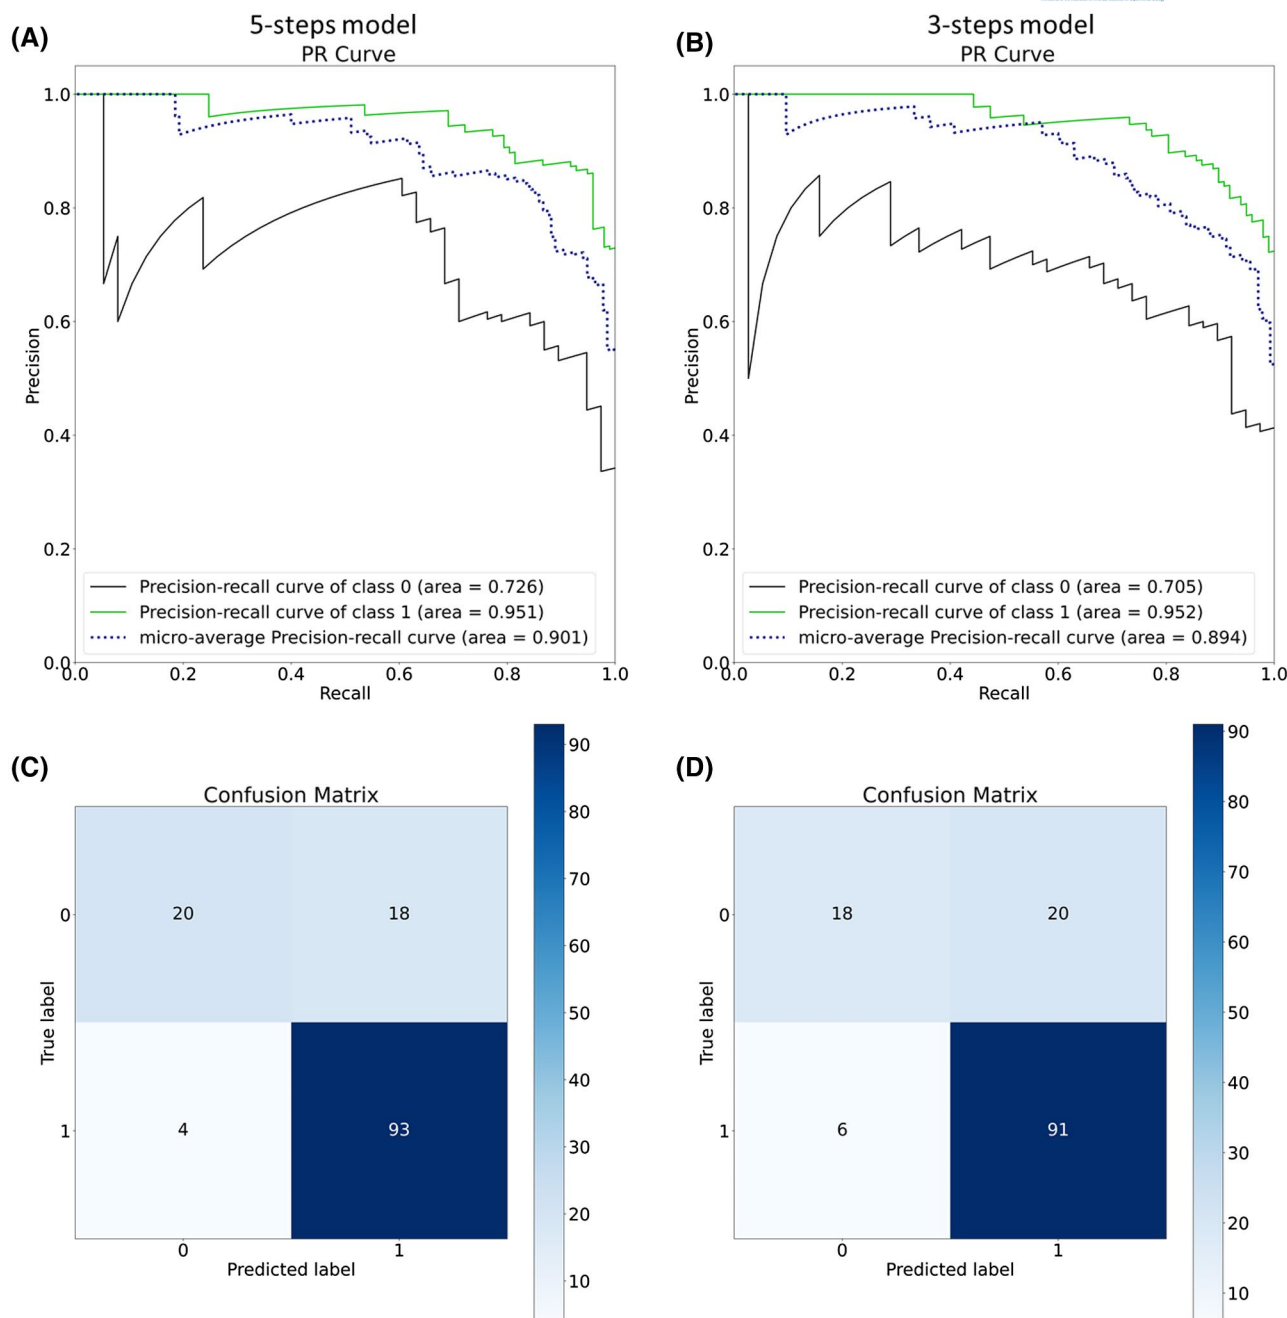 (A)
5-steps model
PR Curve
1.0
0.8
0.6
0.4
0.2
0.0
Precision
0.0 0.2 0.4 0.6 0.8 1.0
Recall
Precision-recall curve of class 0 (area = 0.726)
Precision-recall curve of class 1 (area = 0.951)
micro-average Precision-recall curve (area = 0.901)
(B)
3-steps model
PR Curve
1.0
0.8
0.6
0.4
0.2
0.0
Precision
0.0 0.2 0.4 0.6 0.8 1.0
Recall
Precision-recall curve of class 0 (area = 0.705)
Precision-recall curve of class 1 (area = 0.952)
micro-average Precision-recall curve (area = 0.894)
(C)
Confusion Matrix
0
1
True label
20 18
4 93
0 1
Predicted label
90
80
70
60
50
40
30
20
10
(D)
Confusion Matrix
0
1
True label
18 20
6 91
0 1
Predicted label
90
80
70
60
50
40
30
20
10